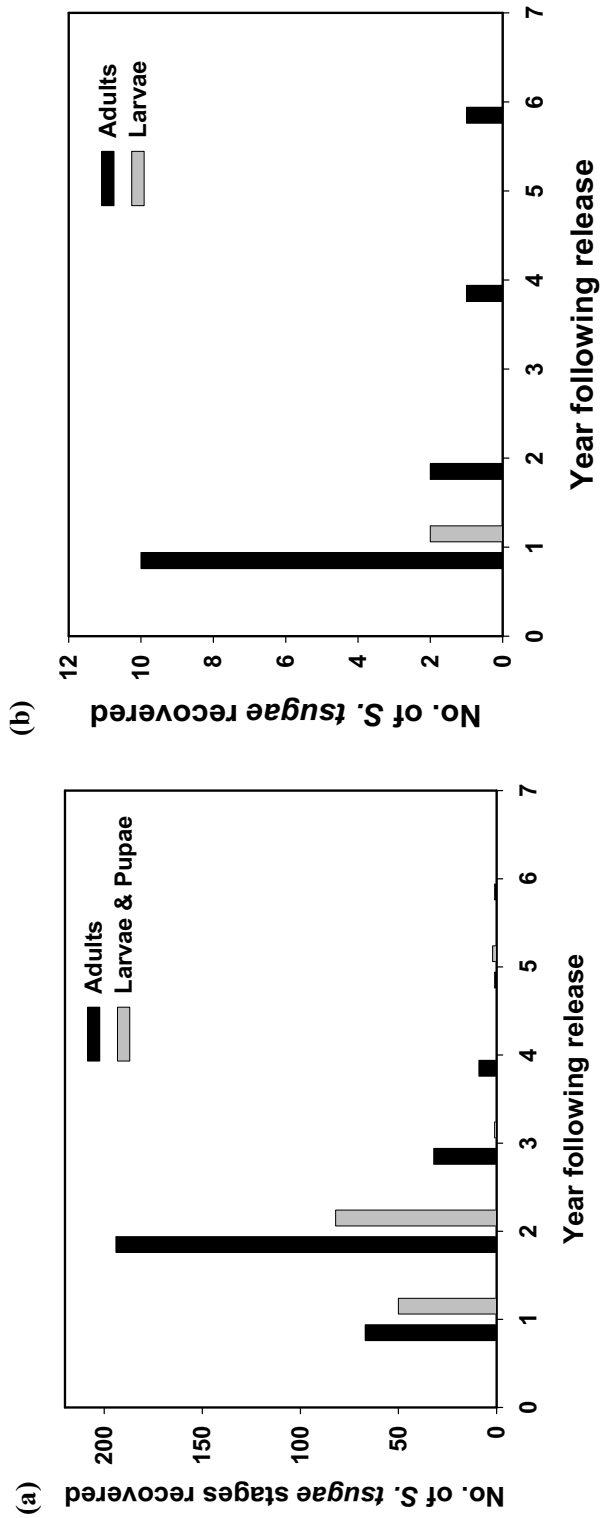 (a)
No. of S. tsugae stages recovered
200
150
100
50
0
Adults
Larvae & Pupae
0 1 2 3 4 5 6 7
Year following release
(b)
No. of S. tsugae recovered
12
10
8
6
4
2
0
Adults
Larvae
0 1 2 3 4 5 6 7
Year following release